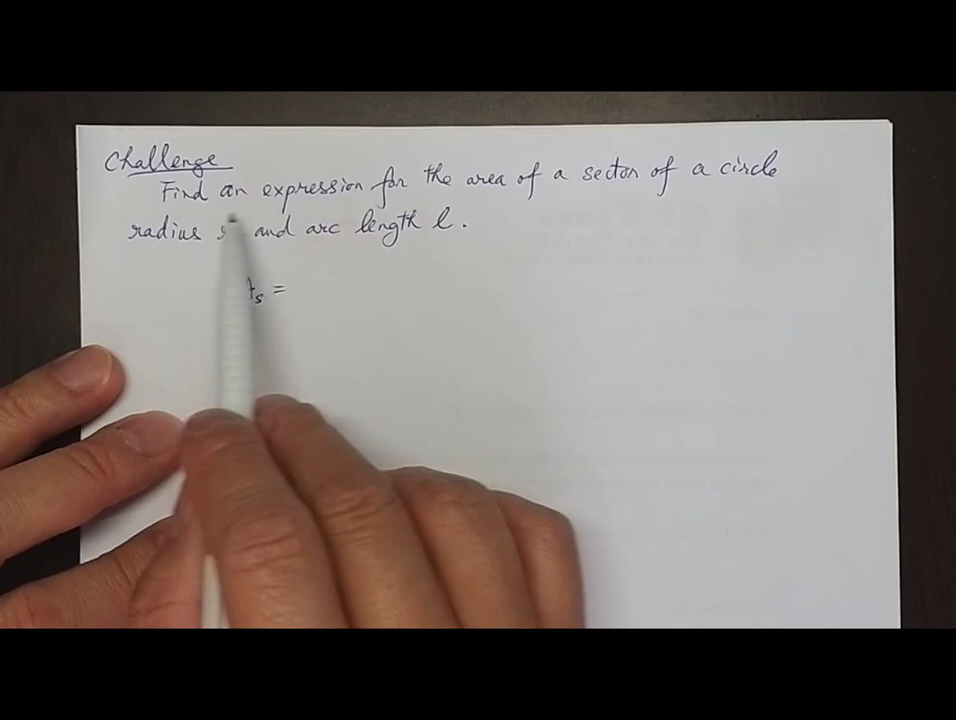 Challenge
Find an expression for the area of a sector of a circle
radius and arc length l.
s =